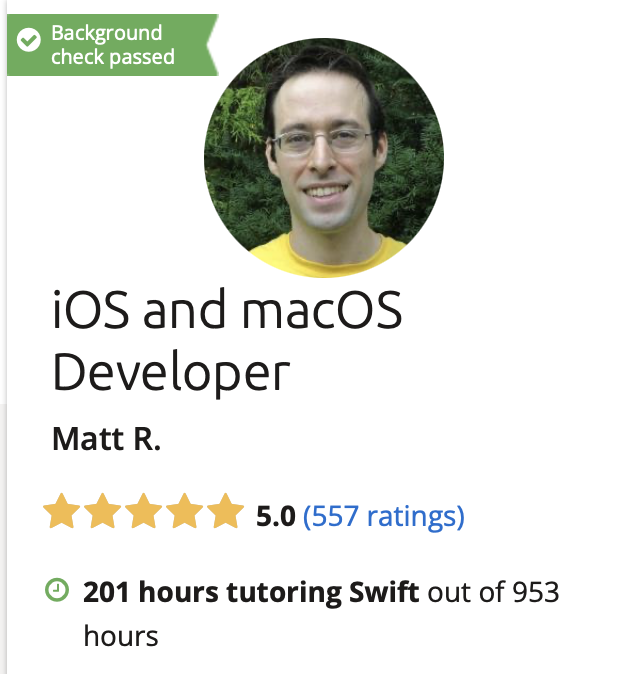 Background
check passed
iOS and macOS
Developer
Matt R.
5.0 (557 ratings)
201 hours tutoring Swift out of 953
hours